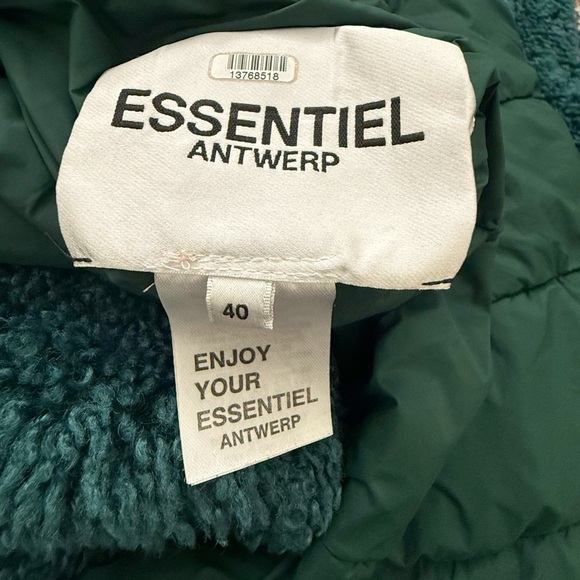 13768518
ESSENTIEL
ANTWERP
40
ENJOY
YOUR
ESSENTIEL
ANTWERP